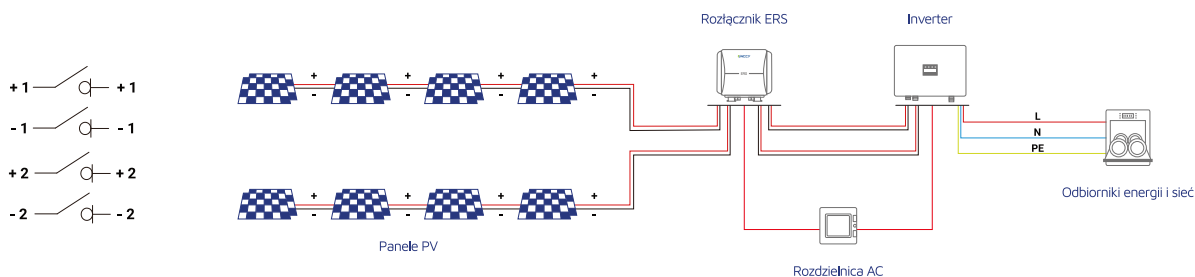 Rozłącznik ERS
Inverter
+ 1 + 1
- 1 - 1
+ 2 + 2
- 2 - 2
+ + + +
- - - -
+ + + +
- - - -
L
N
PE
Panele PV
Odbiorniki energii i sieć
Rozdzielnica AC